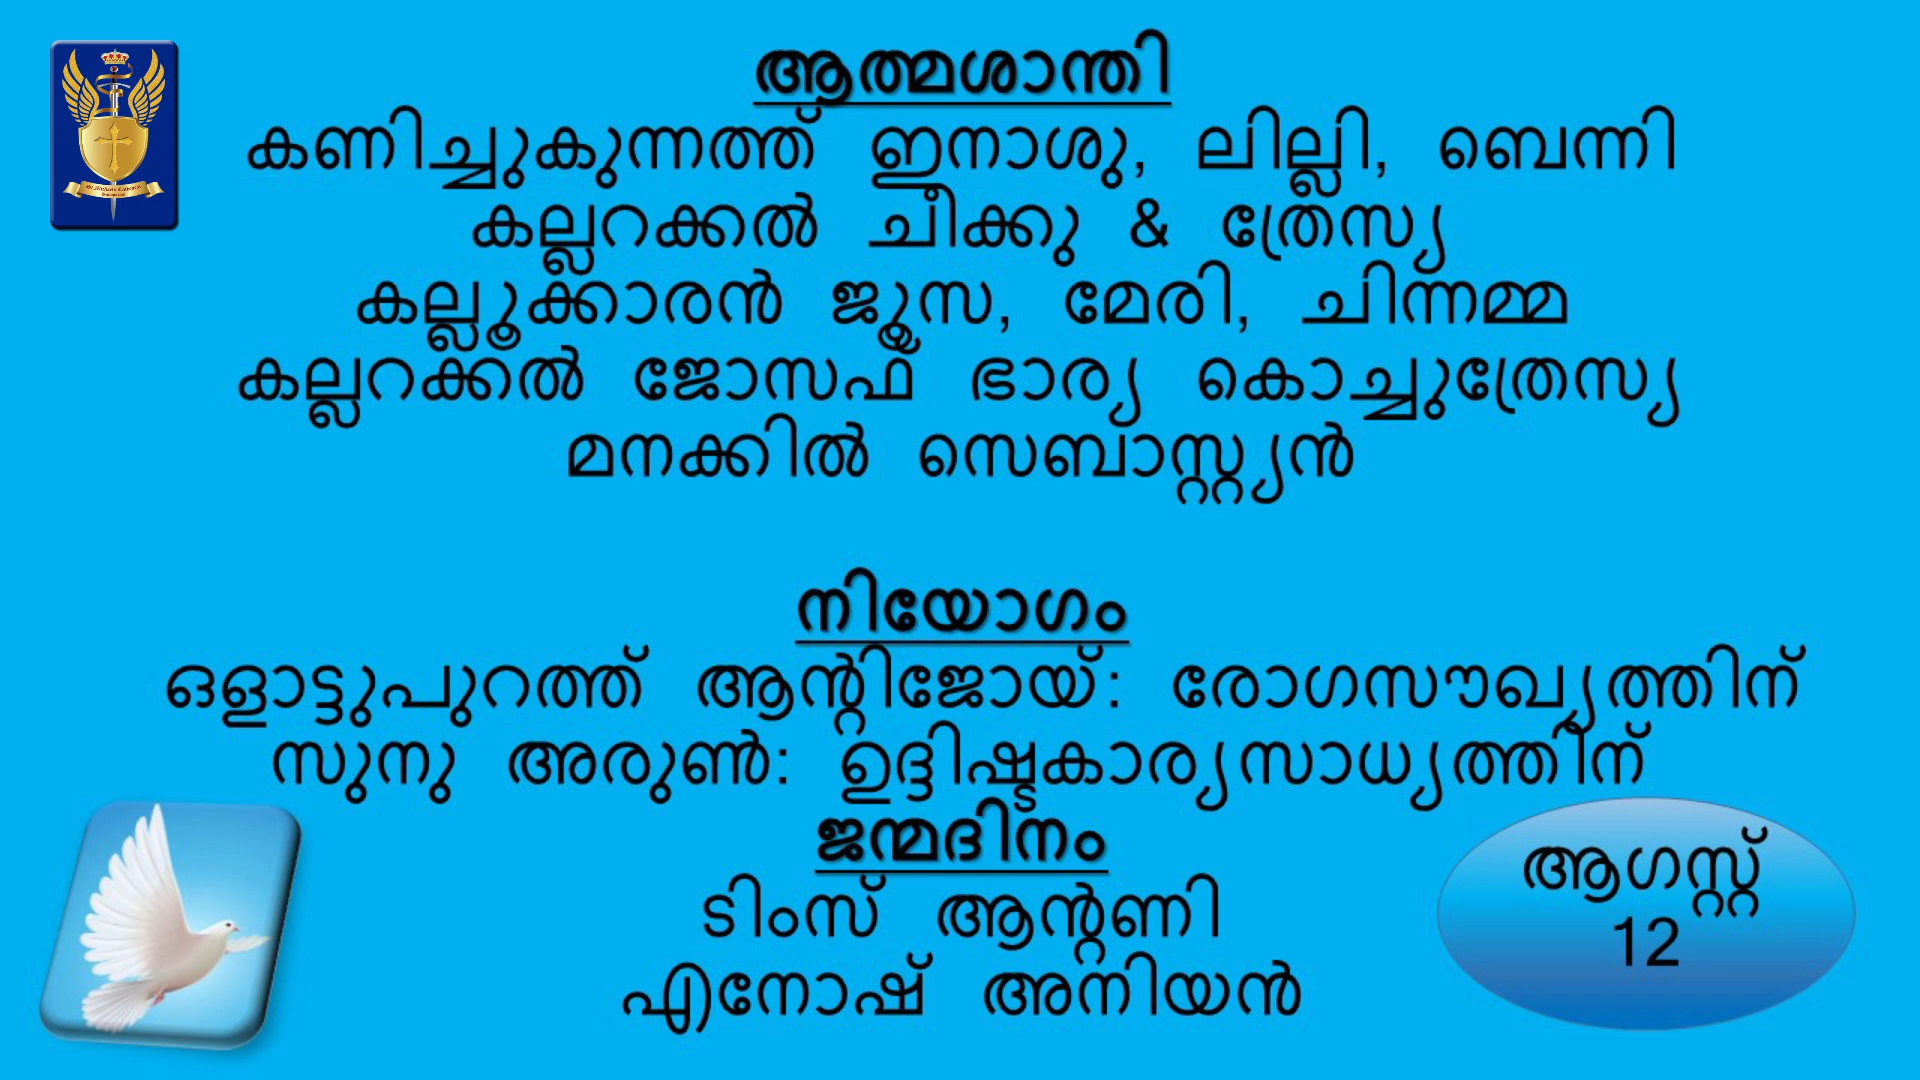 ആത്മശാന്തി
കണിച്ചുകുന്നത്ത് ഇനാശു, ലില്ലി, ബെന്നി
കല്ലറക്കൽ ചീക്കു & ത്രേസ്യ
കല്ലൂക്കാരൻ ജൂസ, മേരി, ചിന്നമ്മ
കല്ലറക്കൽ ജോസഫ് ഭാര്യ കൊച്ചുത്രേസ്യ
മനക്കിൽ സെബാസ്റ്റ്യൻ
നിയോഗം
ഒളാട്ടുപുറത്ത് ആന്റിജോയ്: രോഗസൗഖ്യത്തിന്
സുനു അരുൺ: ഉദ്ദിഷ്ടകാര്യസാധ്യത്തിന്
ജന്മദിനം
ടിംസ് ആന്റണി
എനോഷ് അനിയൻ
ആഗസ്റ്റ്
12